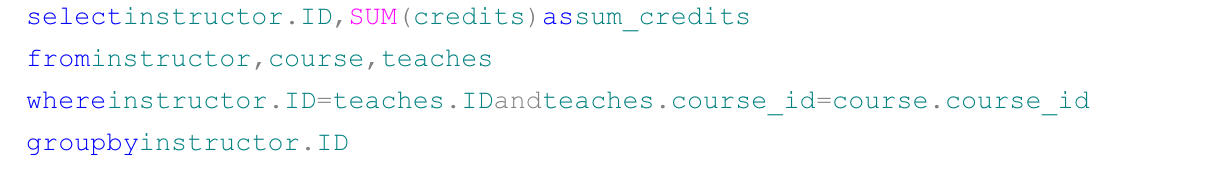 selectinstructor.ID,SUM(credits)assum_credits
frominstructor,course,teaches
whereinstructor.ID=teaches.IDandteaches.course_id=course.course_id
groupbyinstructor.ID